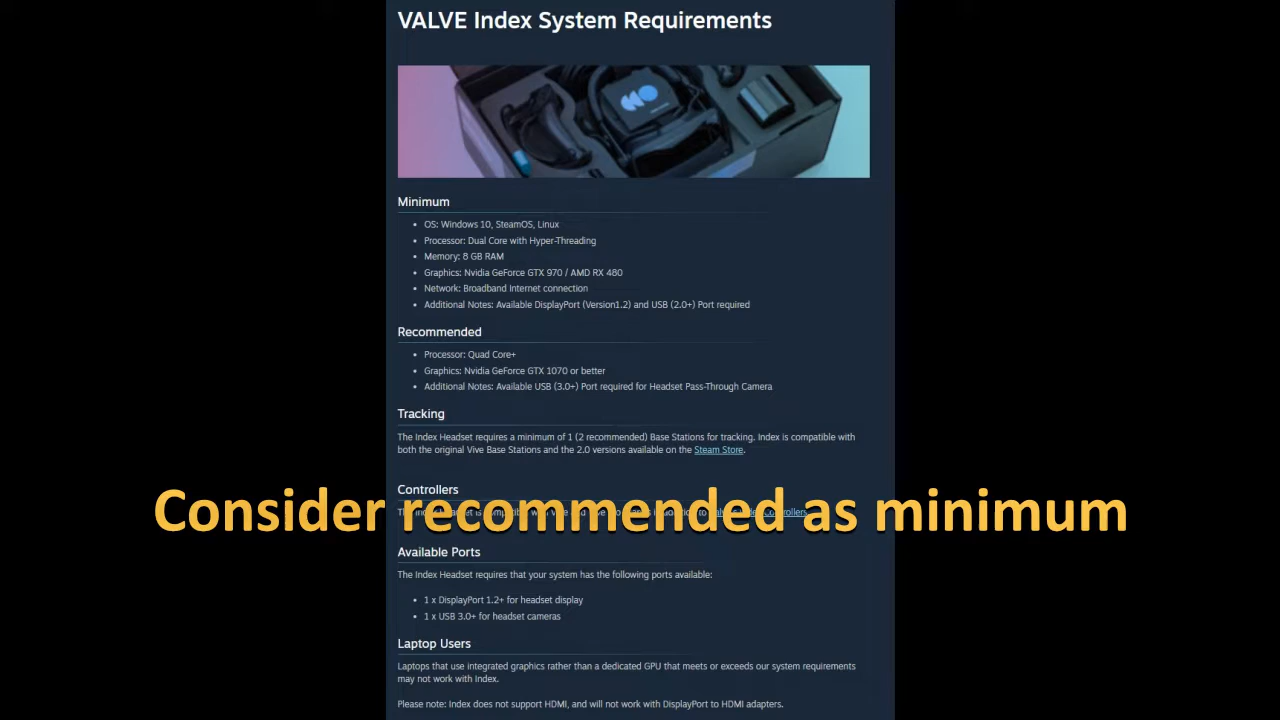 VALVE Index System Requirements
Minimum
• OS: Windows 10, SteamOS, Linux
• Processor: Dual Core with Hyper-Threading
• Memory: 8 GB RAM
• Graphics: Nvidia GeForce GTX 970 / AMD RX 480
• Network: Broadband Internet connection
• Additional Notes: Available DisplayPort (Version1.2) and USB (2.0+) Port required
Recommended
• Processor: Quad Core+
• Graphics: Nvidia GeForce GTX 1070 or better
• Additional Notes: Available USB (3.0+) Port required for Headset Pass-Through Camera
Tracking
The Index Headset requires a minimum of 1 (2 recommended) Base Stations for tracking. Index is compatible with
both the original Vive Base Stations and the 2.0 versions available on the Steam Store.
Controllers
Consider recommended as minimum
Available Ports
The Index Headset requires that your system has the following ports available:
• 1 x DisplayPort 1.2+ for headset display
• 1 x USB 3.0+ for headset cameras
Laptop Users
Laptops that use integrated graphics rather than a dedicated GPU that meets or exceeds our system requirements
may not work with Index.
Please note: Index does not support HDMI, and will not work with DisplayPort to HDMI adapters.